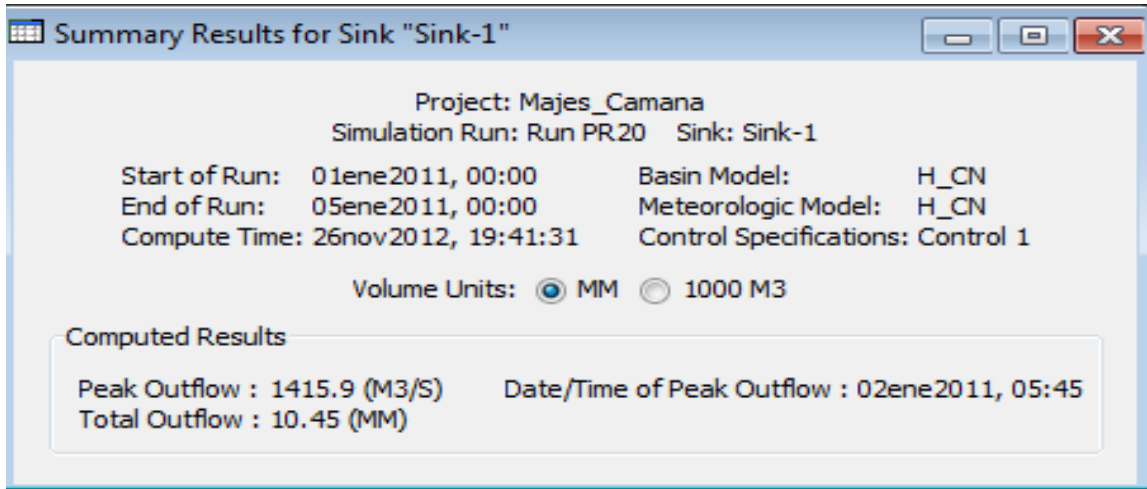 Summary Results for Sink "Sink-1"
Project: Majes_Camana
Simulation Run: Run PR20 Sink: Sink-1
Start of Run: 01ene2011, 00:00 Basin Model: H_CN
End of Run: 05ene2011, 00:00 Meteorologic Model: H_CN
Compute Time: 26nov2012, 19:41:31 Control Specifications: Control 1
Volume Units: MM 1000 M3
Computed Results
Peak Outflow : 1415.9 (M3/S) Date/Time of Peak Outflow : 02ene2011, 05:45
Total Outflow : 10.45 (MM)